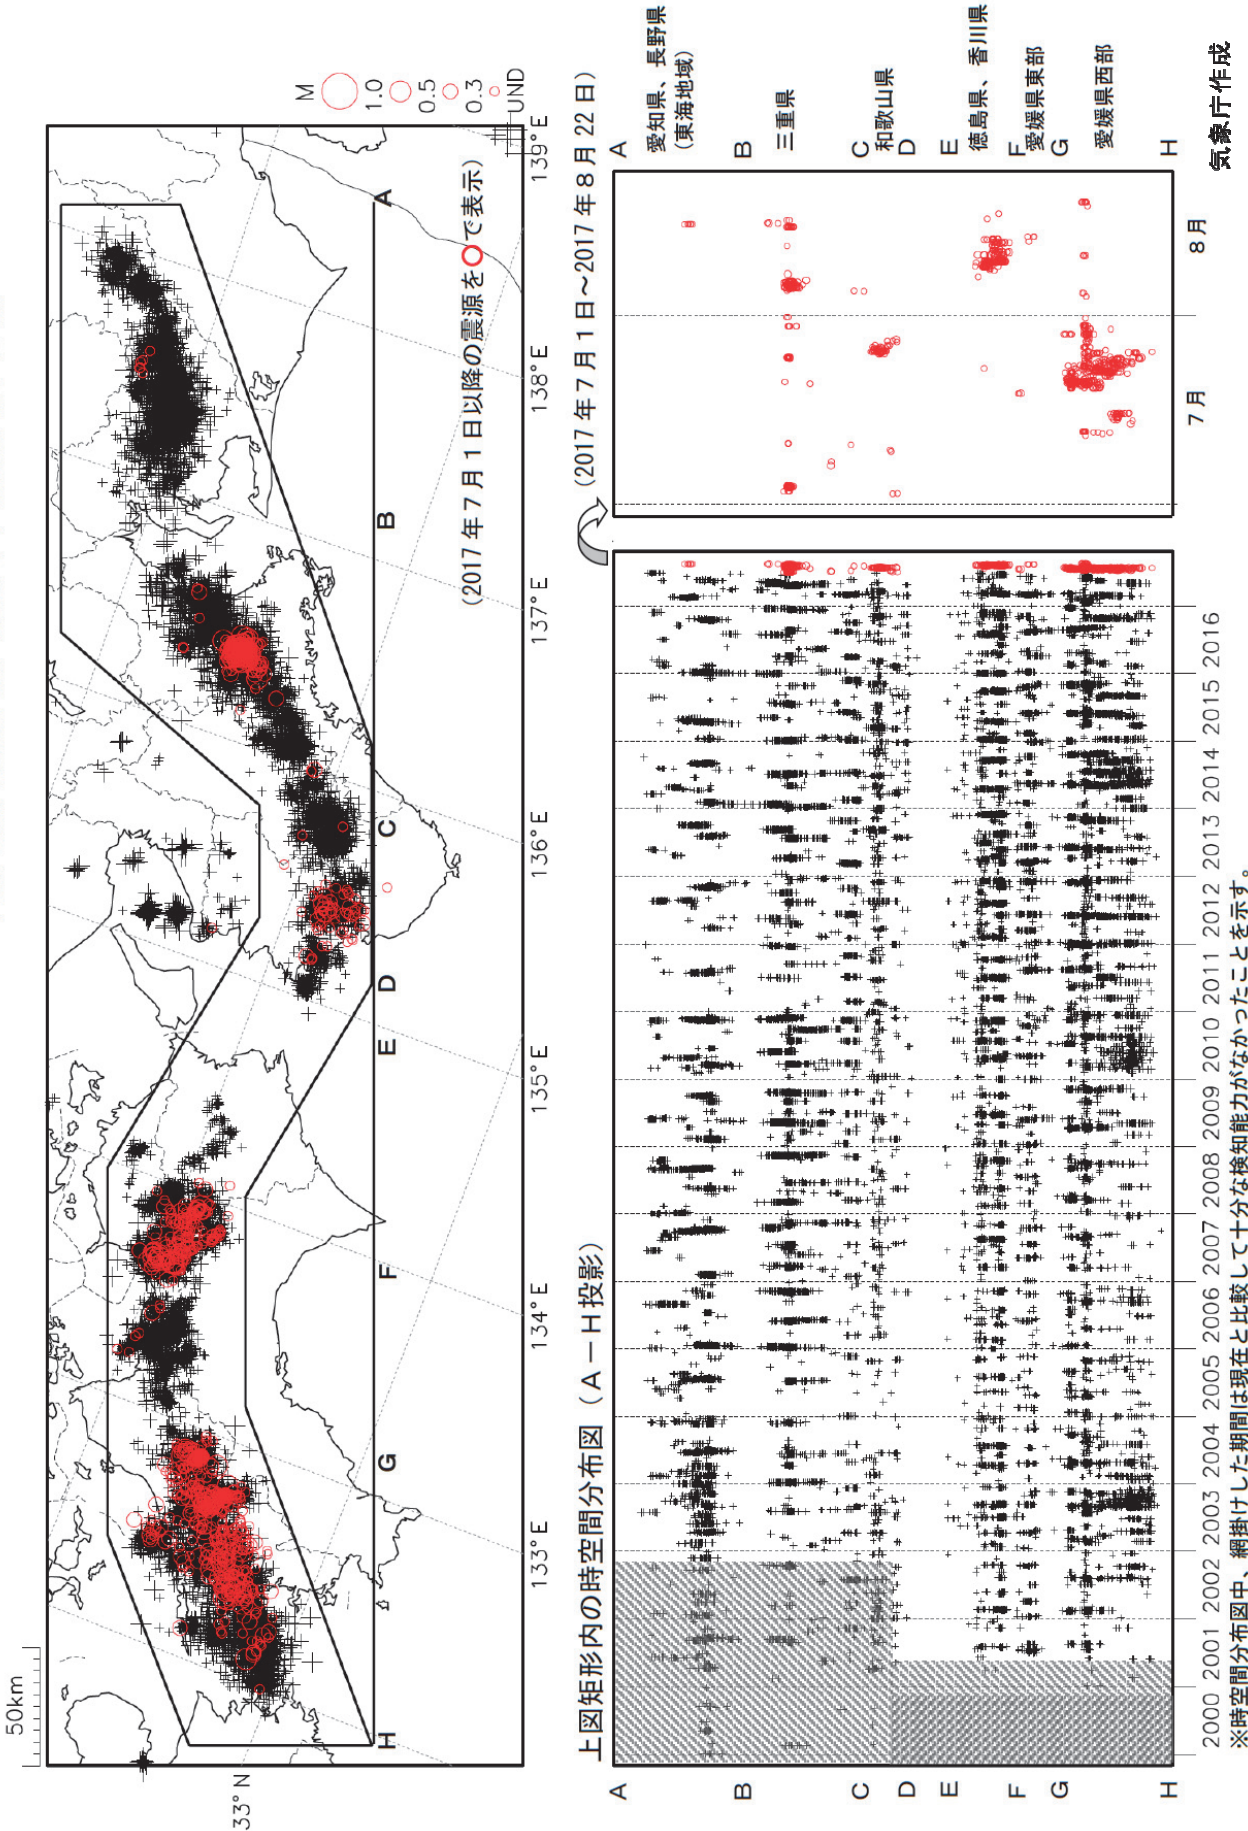 50km
33° N
133° E
134° E
135° E
136° E
137° E
138° E
139° E
H
G
F
E
D
C
B
A
M
1.0
0.5
0.3
UND
(2017年7月1日以降の震源を○で表示)
上図矩形内の時空間分布図(A-H投影)
(2017年7月1日~2017年8月22日)
A
B
C
D
E
F
G
H
A
愛知県、長野県
(東海地域)
B
三重県
C
和歌山県
D
E
徳島県、香川県
F
愛媛県東部
G
愛媛県西部
H
2000 2001 2002 2003 2004 2005 2006 2007 2008 2009 2010 2011 2012 2013 2014 2015 2016
7月
8月
※時空間分布図中、網掛けした期間は現在と比較して十分な検知能力がなかったことを示す。
気象庁作成